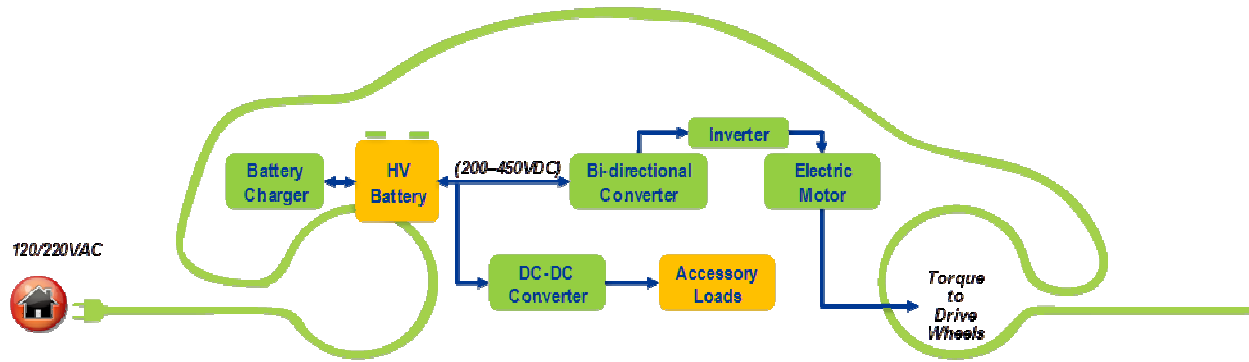 Inverter
Battery
Charger
HV
Battery
(200–450VDC)
Bi-directional
Converter
Electric
Motor
120/220VAC
DC-DC
Converter
Accessory
Loads
Torque
to
Drive
Wheels